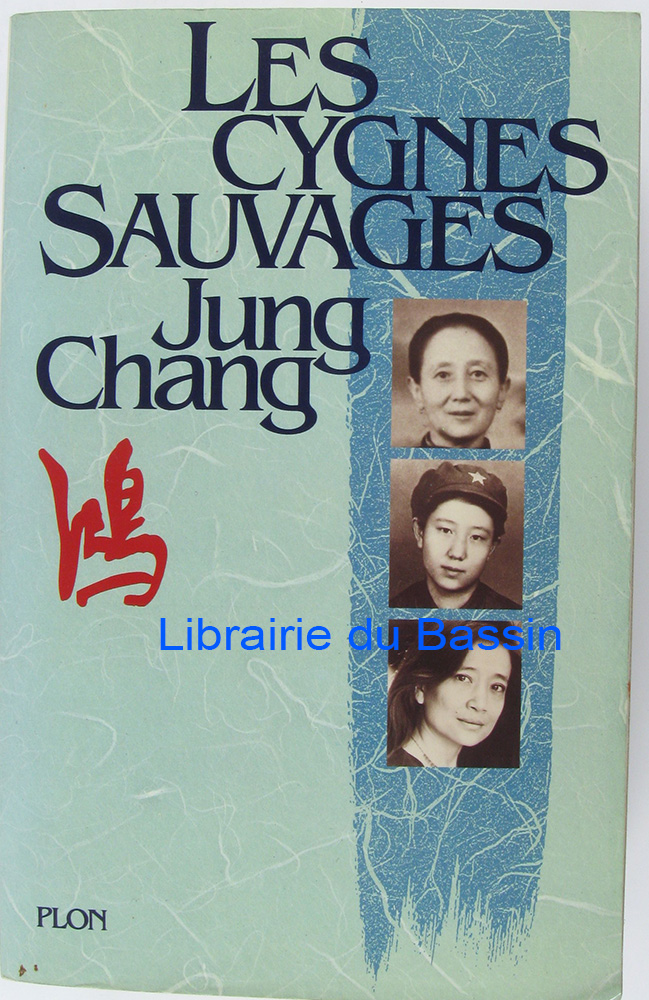 LES
CYGNES
SAUVAGES
Jung
Chang
鴻
Librairie du Bassin
PLON